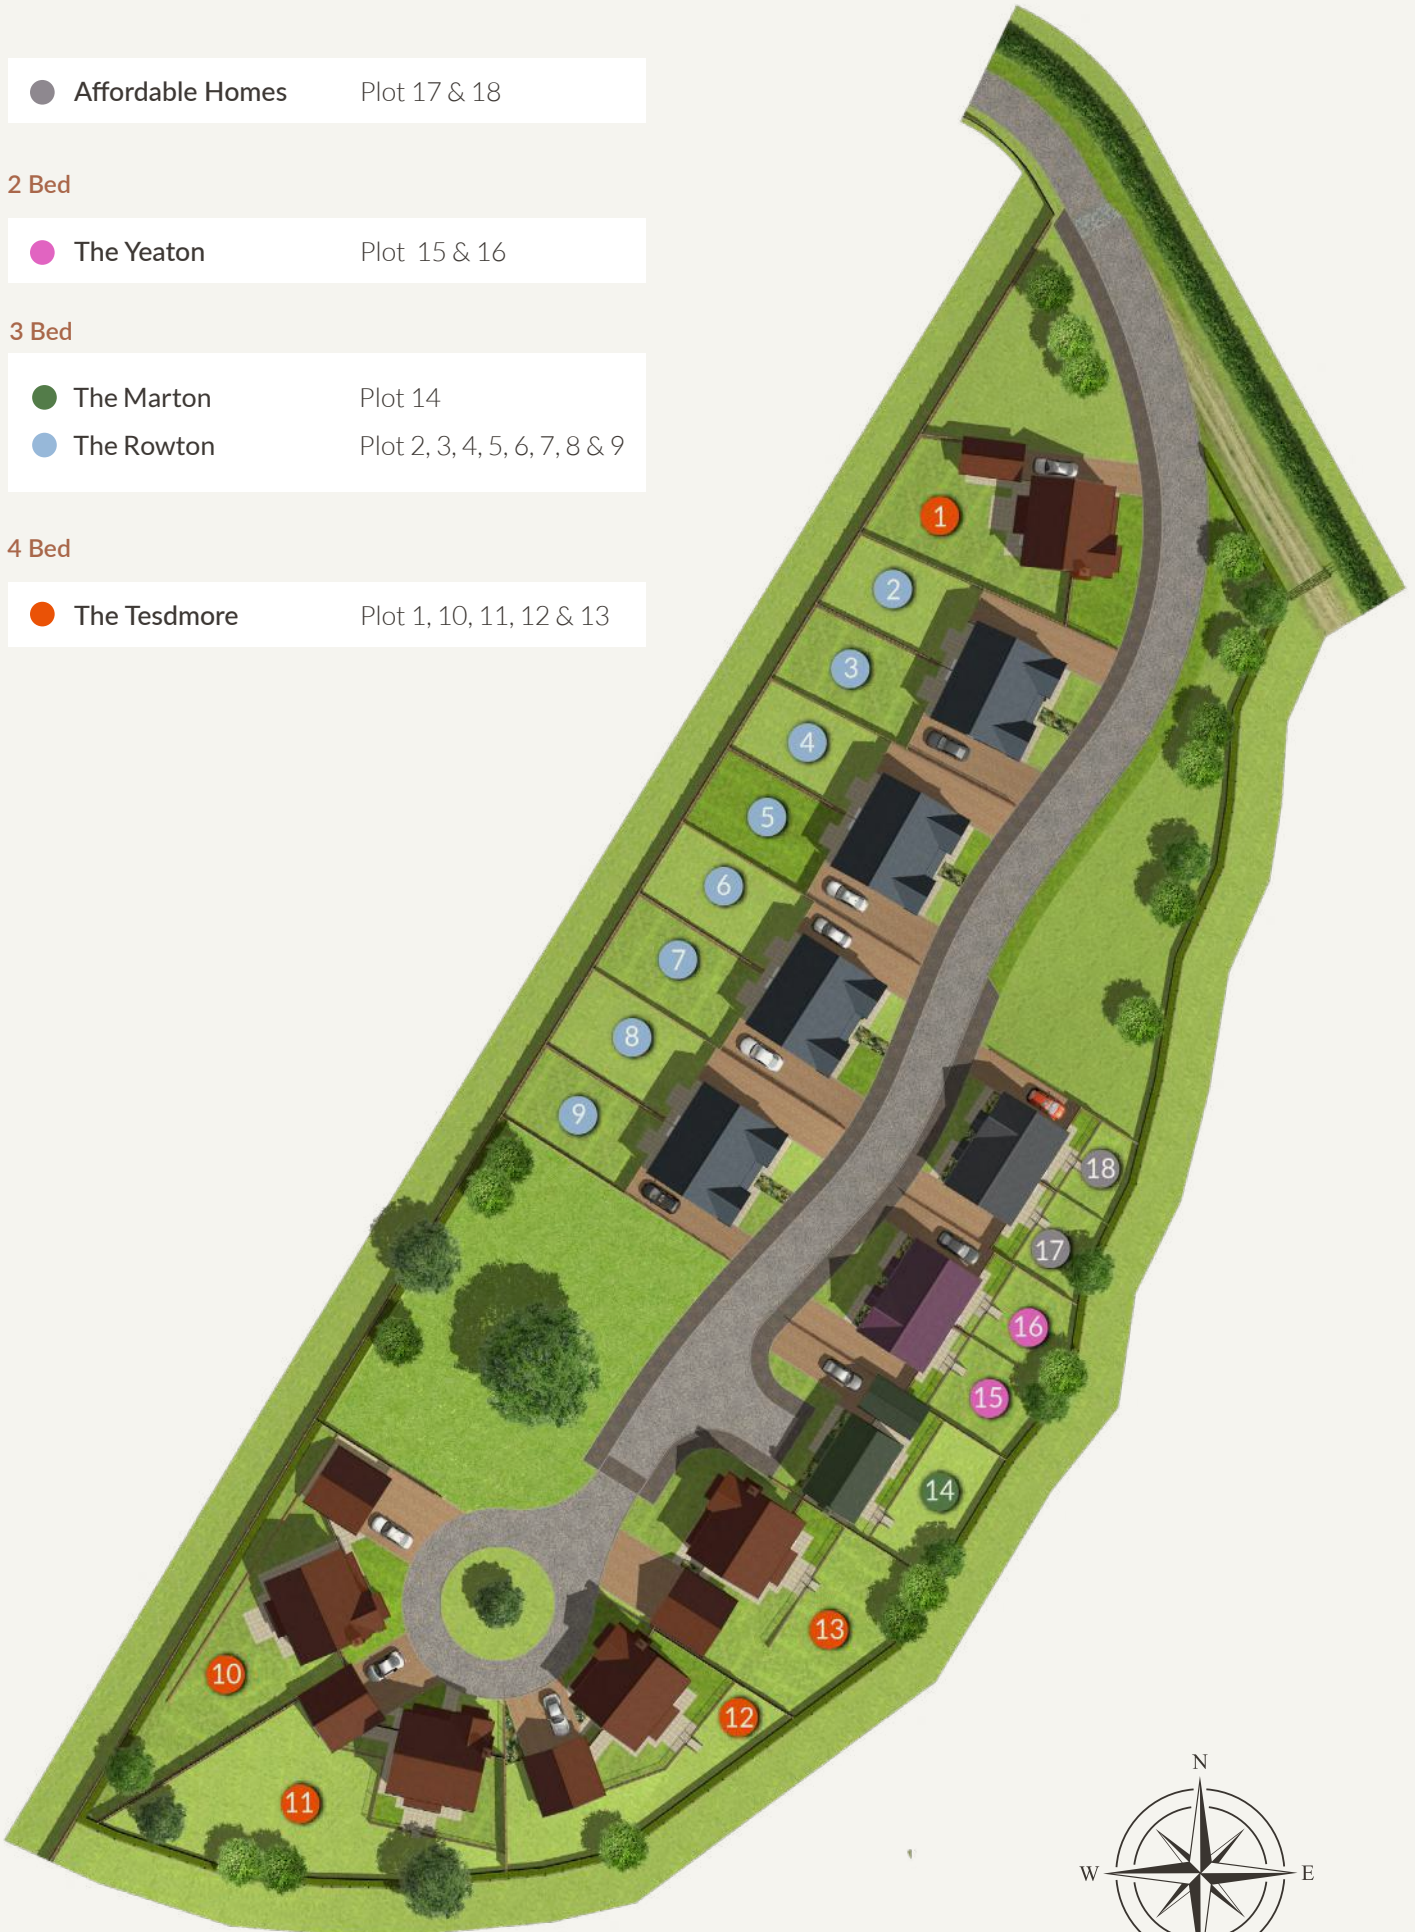 Affordable Homes Plot 17 & 18
2 Bed
The Yeaton Plot 15 & 16
3 Bed
The Marton Plot 14
The Rowton Plot 2, 3, 4, 5, 6, 7, 8 & 9
4 Bed
The Tesdmore Plot 1, 10, 11, 12 & 13
1
2
3
4
5
6
7
8
9
18
17
16
15
14
13
10
12
11
N
W E